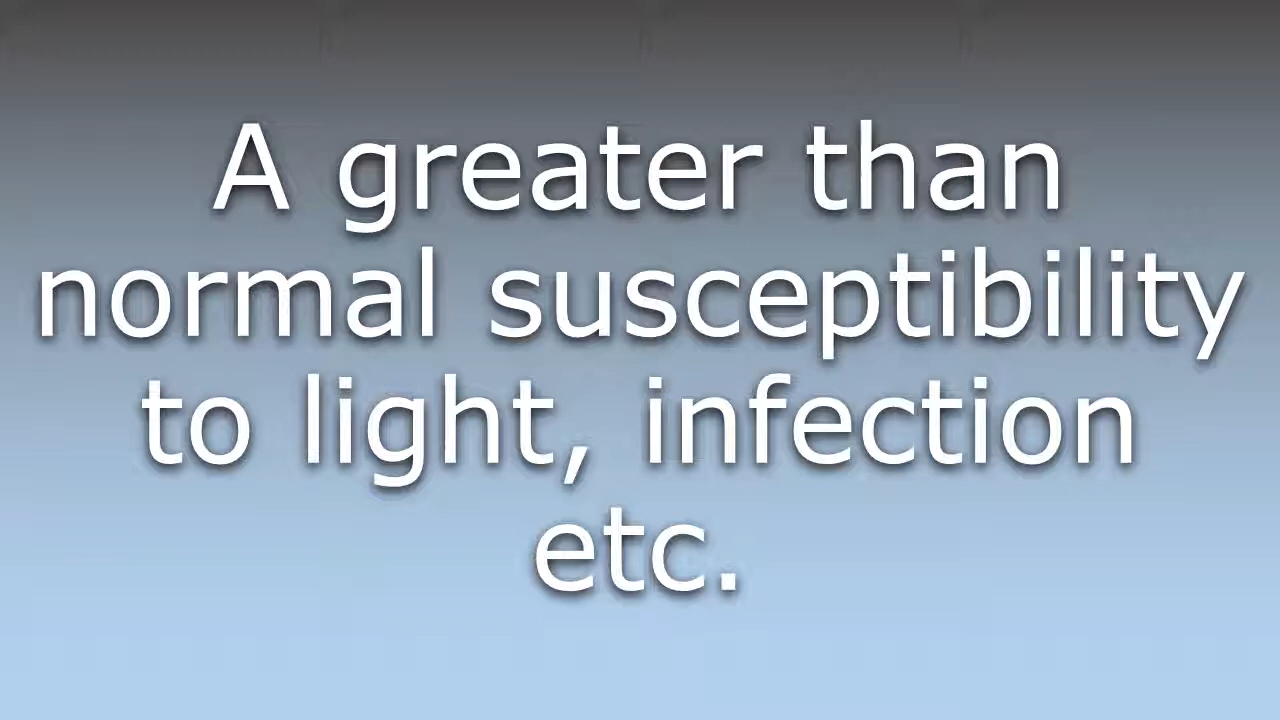 A greater than
normal susceptibility
to light, infection
etc.